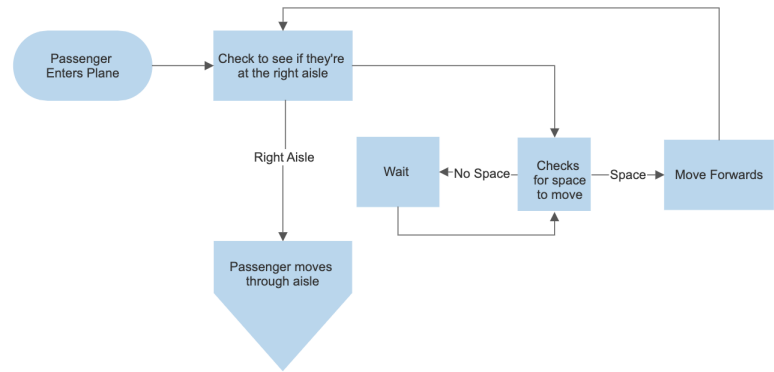 Passenger
Enters Plane
Check to see if they're
at the right aisle
Right Aisle
Wait
No Space
Checks
for space
to move
Space
Move Forwards
Passenger moves
through aisle